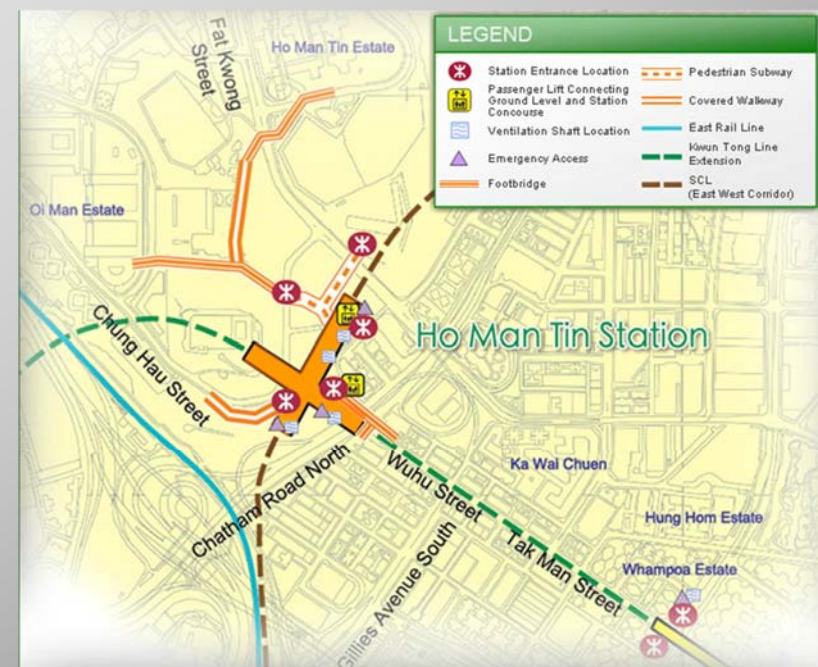 LEGEND
Station Entrance Location
Passenger Lift Connecting
Ground Level and Station
Concourse
Ventilation Shaft Location
Emergency Access
Footbridge
Pedestrian Subway
Covered Walkway
East Rail Line
Kwun Tong Line
Extension
SCL
(East West Corridor)
Fat Kwong
Street
Ho Man Tin Estate
Oi Man Estate
Ho Man Tin Station
Chung Hau Street
Chatham Road North
Wuhu Street
Ka Wai Chuen
Hung Hom Estate
Gillies Avenue South
Tak Man Street
Whampoa Estate